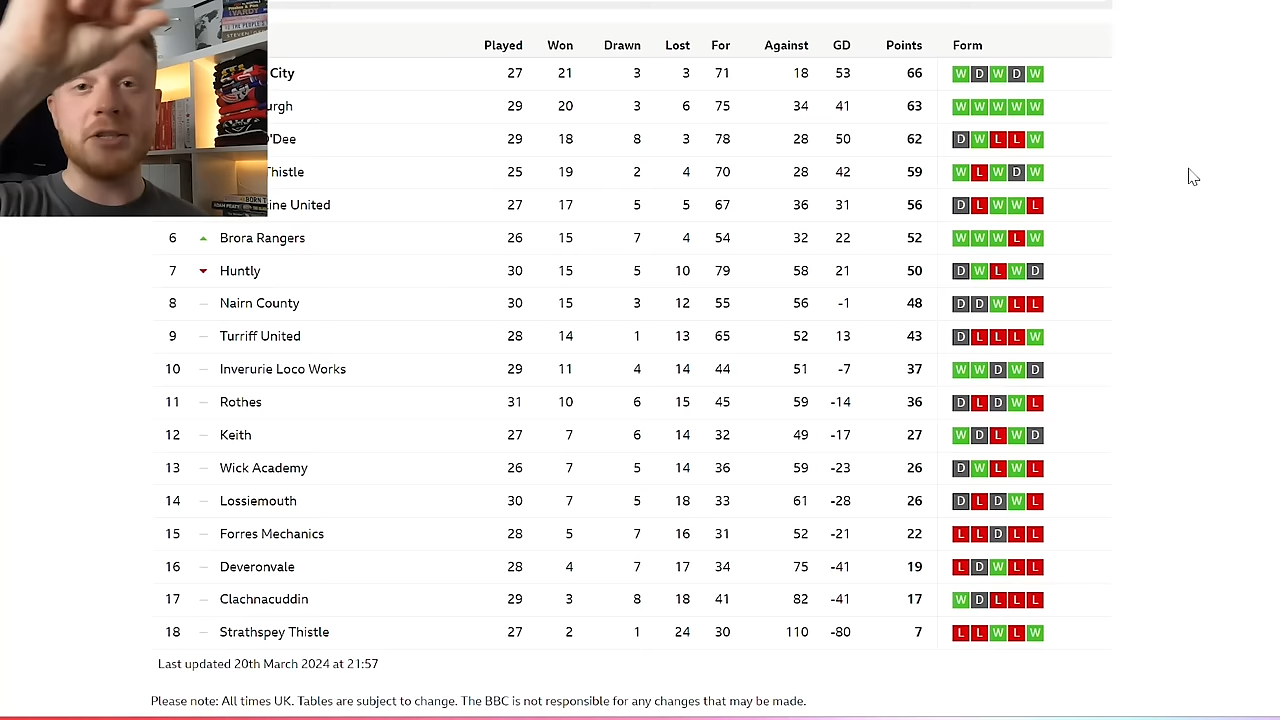 Played Won Drawn Lost For Against GD Points Form
City 27 21 3 3 71 18 53 66 W D W D W
urgh 29 20 3 6 75 34 41 63 W W W W W
'Dee 29 18 8 3 78 28 50 62 D W L L W
Thistle 25 19 2 4 70 28 42 59 W L W D W
ine United 27 17 5 5 67 36 31 56 D L W W L
6 Brora Rangers 26 15 7 4 54 32 22 52 W W W L W
7 Huntly 30 15 5 10 79 58 21 50 D W L W D
8 Nairn County 30 15 3 12 55 56 -1 48 D D W L L
9 Turriff United 28 14 1 13 65 52 13 43 D L L L W
10 Inverurie Loco Works 29 11 4 14 44 51 -7 37 W W D W D
11 Rothes 31 10 6 15 45 59 -14 36 D L D W L
12 Keith 27 7 6 14 32 49 -17 27 W D L W D
13 Wick Academy 26 7 5 14 36 59 -23 26 D W L W L
14 Lossiemouth 30 7 5 18 33 61 -28 26 D L D W L
15 Forres Mechanics 28 5 7 16 31 52 -21 22 L L D L L
16 Deveronvale 28 4 7 17 34 75 -41 19 L D W L L
17 Clachnacuddin 29 3 8 18 41 82 -41 17 W D L L L
18 Strathspey Thistle 27 2 1 24 30 110 -80 7 L L W L W
Last updated 20th March 2024 at 21:57
Please note: All times UK. Tables are subject to change. The BBC is not responsible for any changes that may be made.
VARDY
BORN T
ADAM PEATY